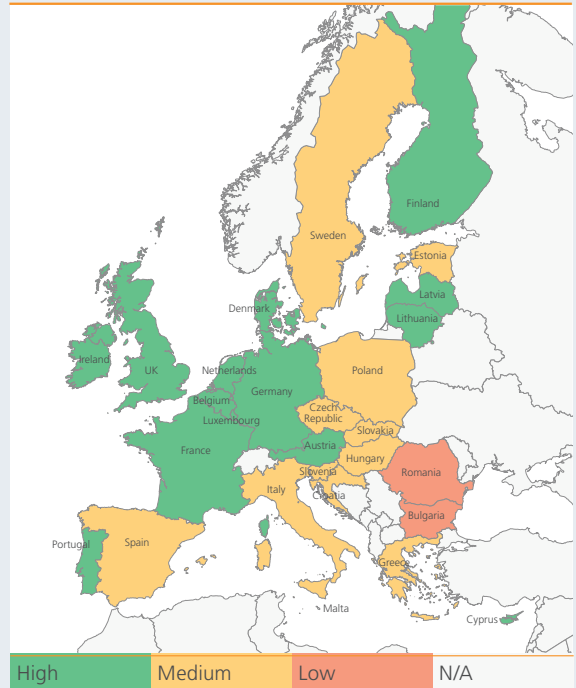 Finland
Sweden
Estonia
Latvia
Denmark
Lithuania
Ireland
UK
Netherlands
Poland
Germany
Belgium
Czech
Republic
Luxembourg
Slovakia
France
Austria
Hungary
Slovenia
Romania
Italy
Croatia
Bulgaria
Portugal
Spain
Greece
Malta
Cyprus
High
Medium
Low
N/A